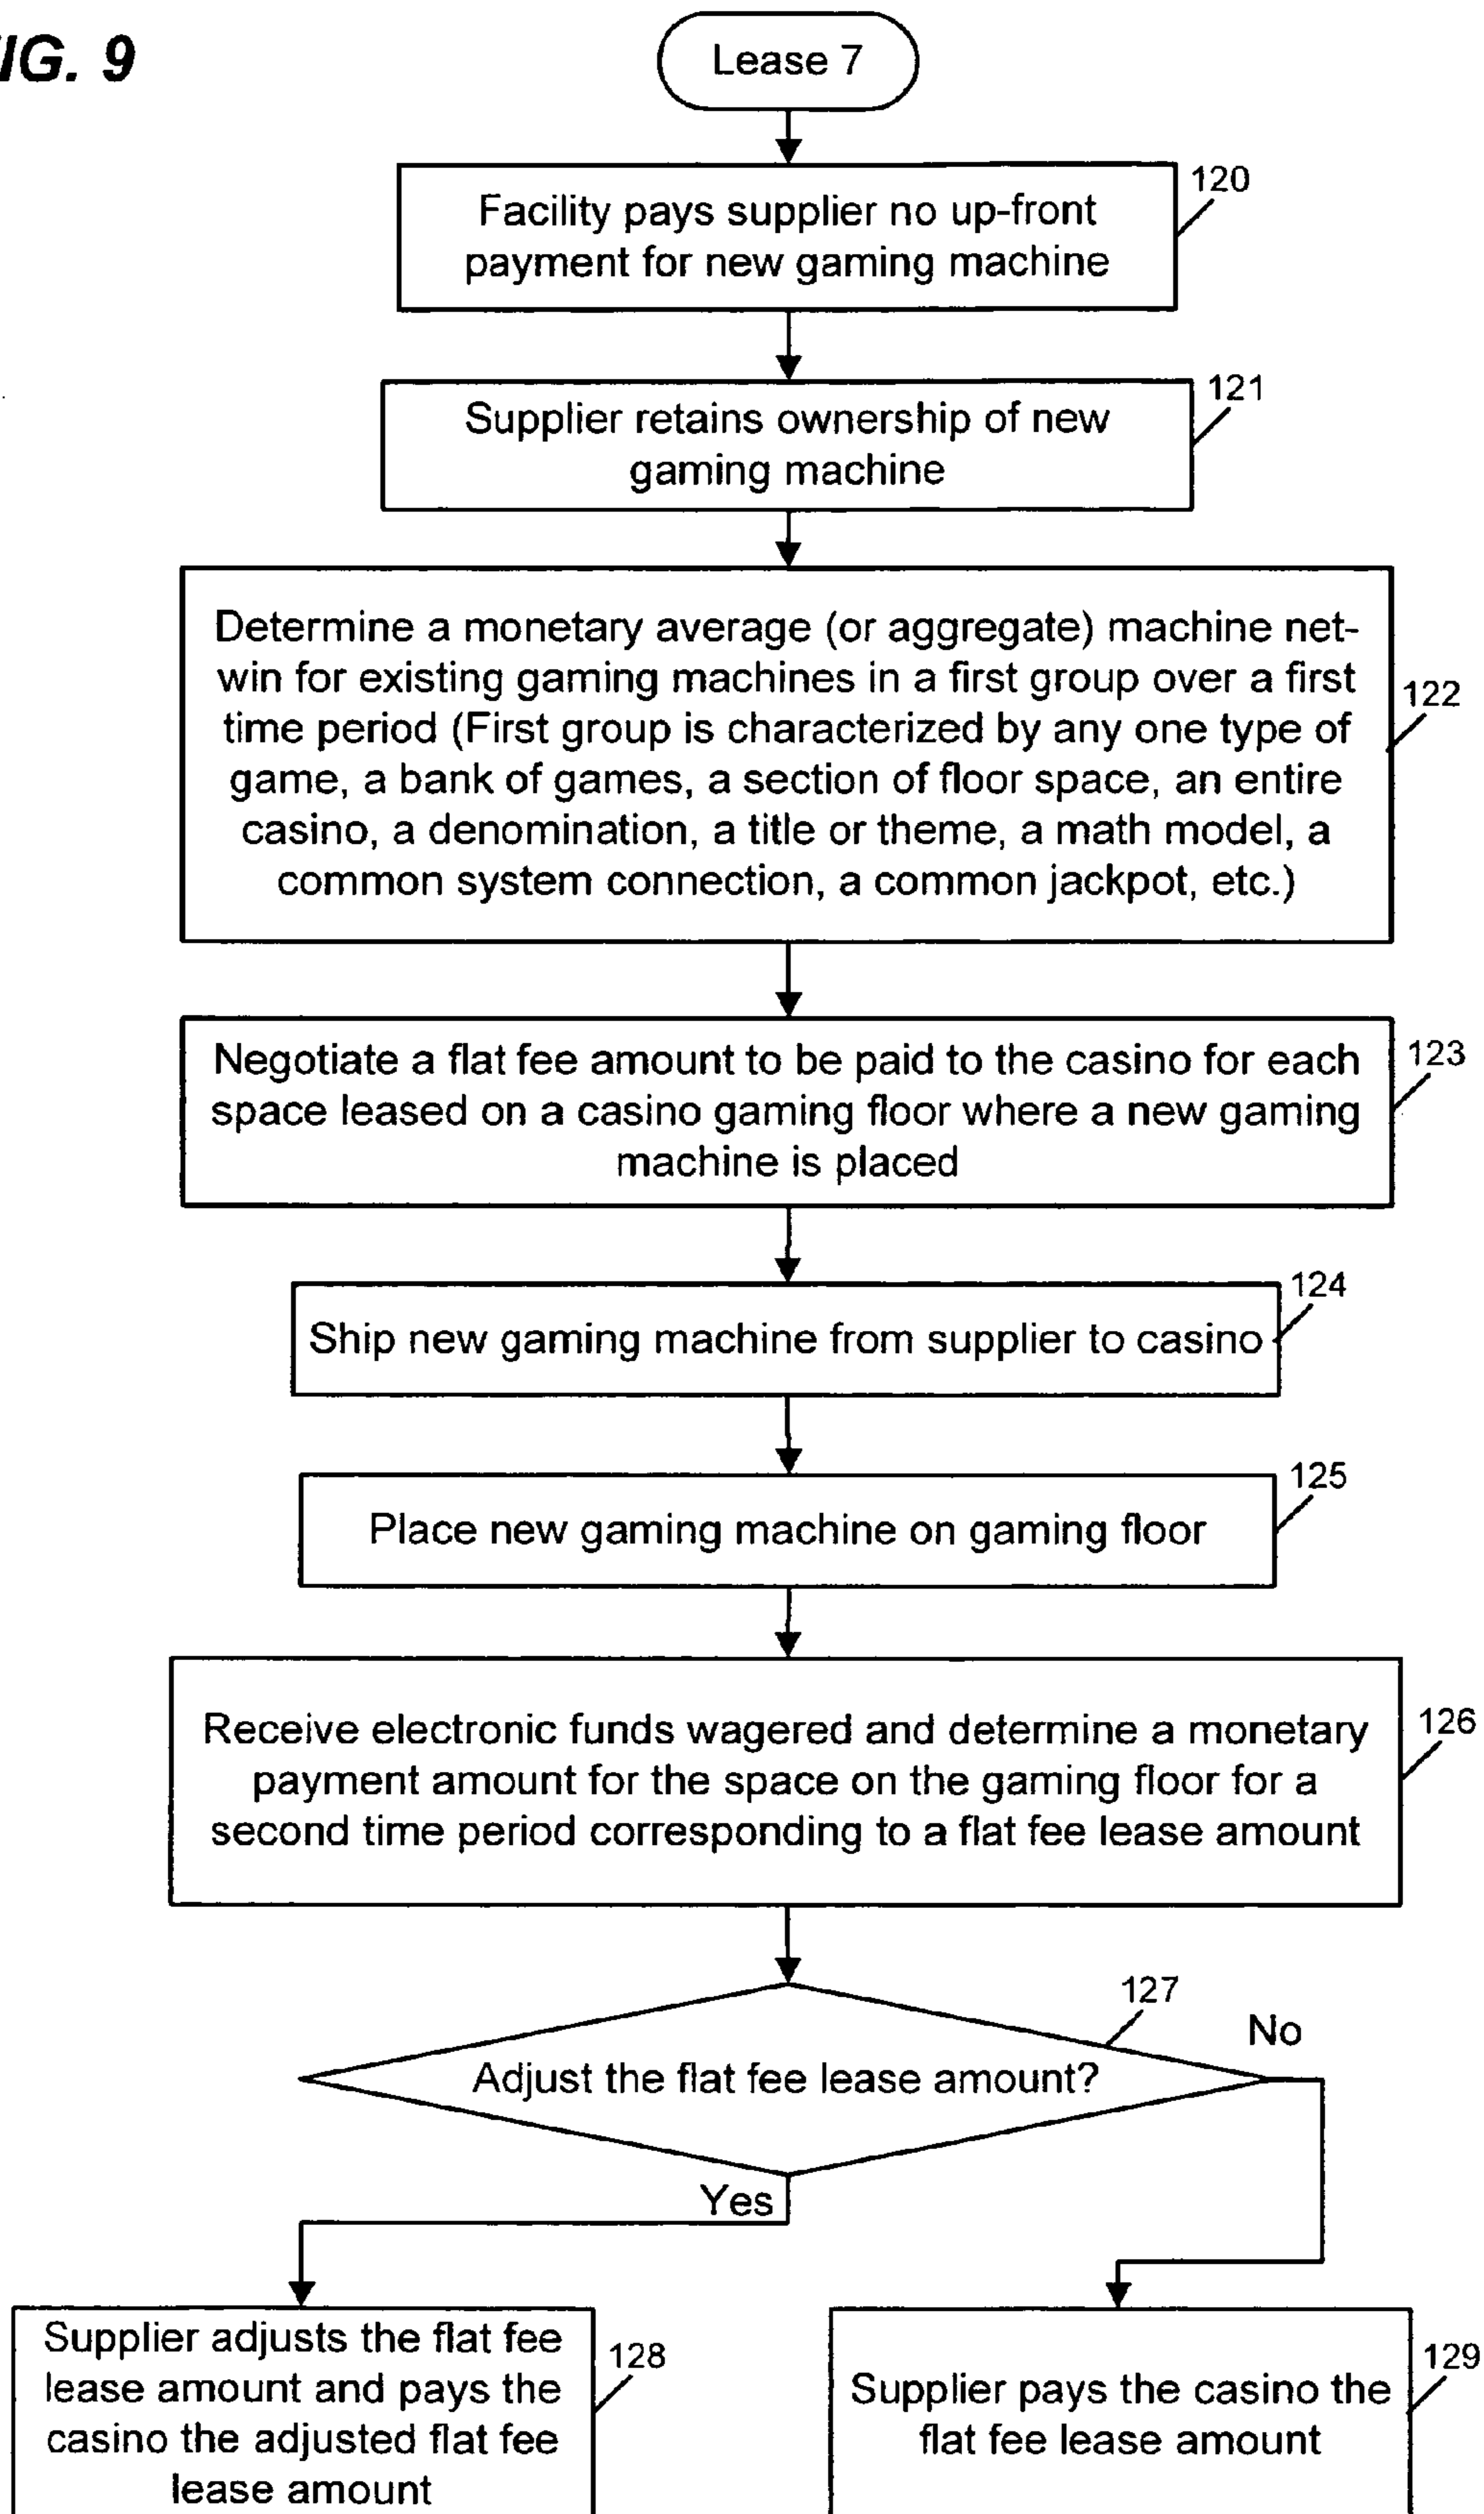 IG. 9
Lease 7
120
Facility pays supplier no up-front
payment for new gaming machine
121
Supplier retains ownership of new
gaming machine
Determine a monetary average (or aggregate) machine net-
win for existing gaming machines in a first group over a first
122
time period (First group is characterized by any one type of
game, a bank of games, a section of floor space, an entire
casino, a denomination, a title or theme, a math model, a
common system connection, a common jackpot, etc.)
123
Negotiate a flat fee amount to be paid to the casino for each
space leased on a casino gaming floor where a new gaming
machine is placed
124
Ship new gaming machine from supplier to casino
125
Place new gaming machine on gaming floor
126
Receive electronic funds wagered and determine a monetary
payment amount for the space on the gaming floor for a
second time period corresponding to a flat fee lease amount
127
No
Adjust the flat fee lease amount?
Yes
Supplier adjusts the flat fee
lease amount and pays the
casino the adjusted flat fee
lease amount
128
Supplier pays the casino the
flat fee lease amount
129